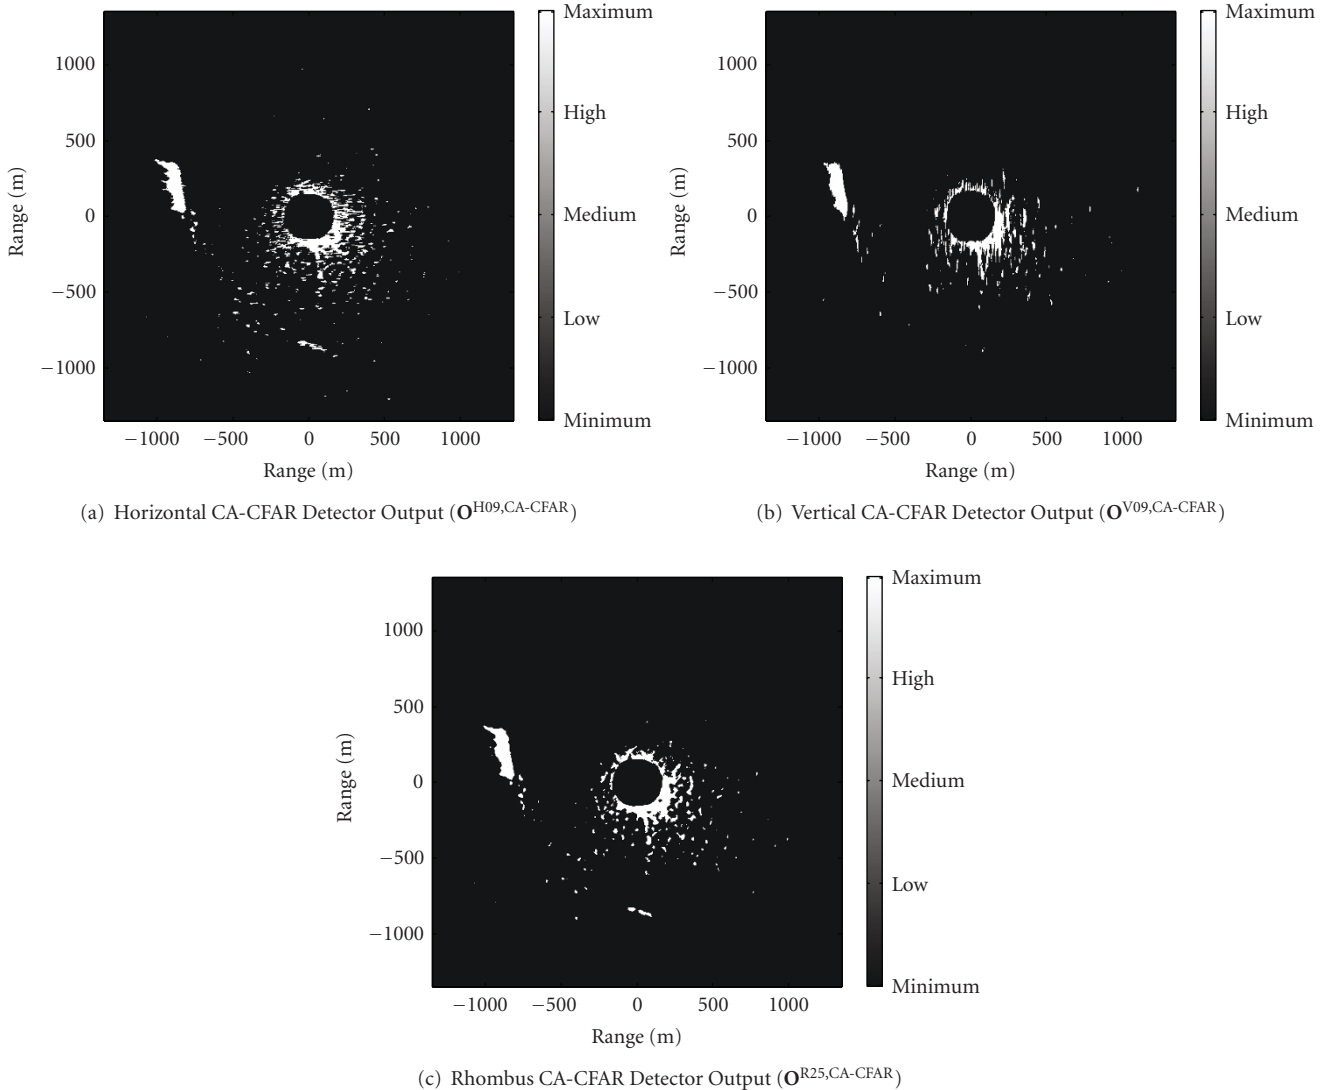 Maximum
1000
High
500
Range (m)
0
Medium
−500
Low
−1000
Minimum
−1000 −500 0 500 1000
Range (m)
(a) Horizontal CA-CFAR Detector Output (O^H09,CA-CFAR)
Maximum
1000
High
500
Range (m)
0
Medium
−500
Low
−1000
Minimum
−1000 −500 0 500 1000
Range (m)
(b) Vertical CA-CFAR Detector Output (O^V09,CA-CFAR)
Maximum
1000
High
500
Range (m)
0
Medium
−500
Low
−1000
Minimum
−1000 −500 0 500 1000
Range (m)
(c) Rhombus CA-CFAR Detector Output (O^R25,CA-CFAR)